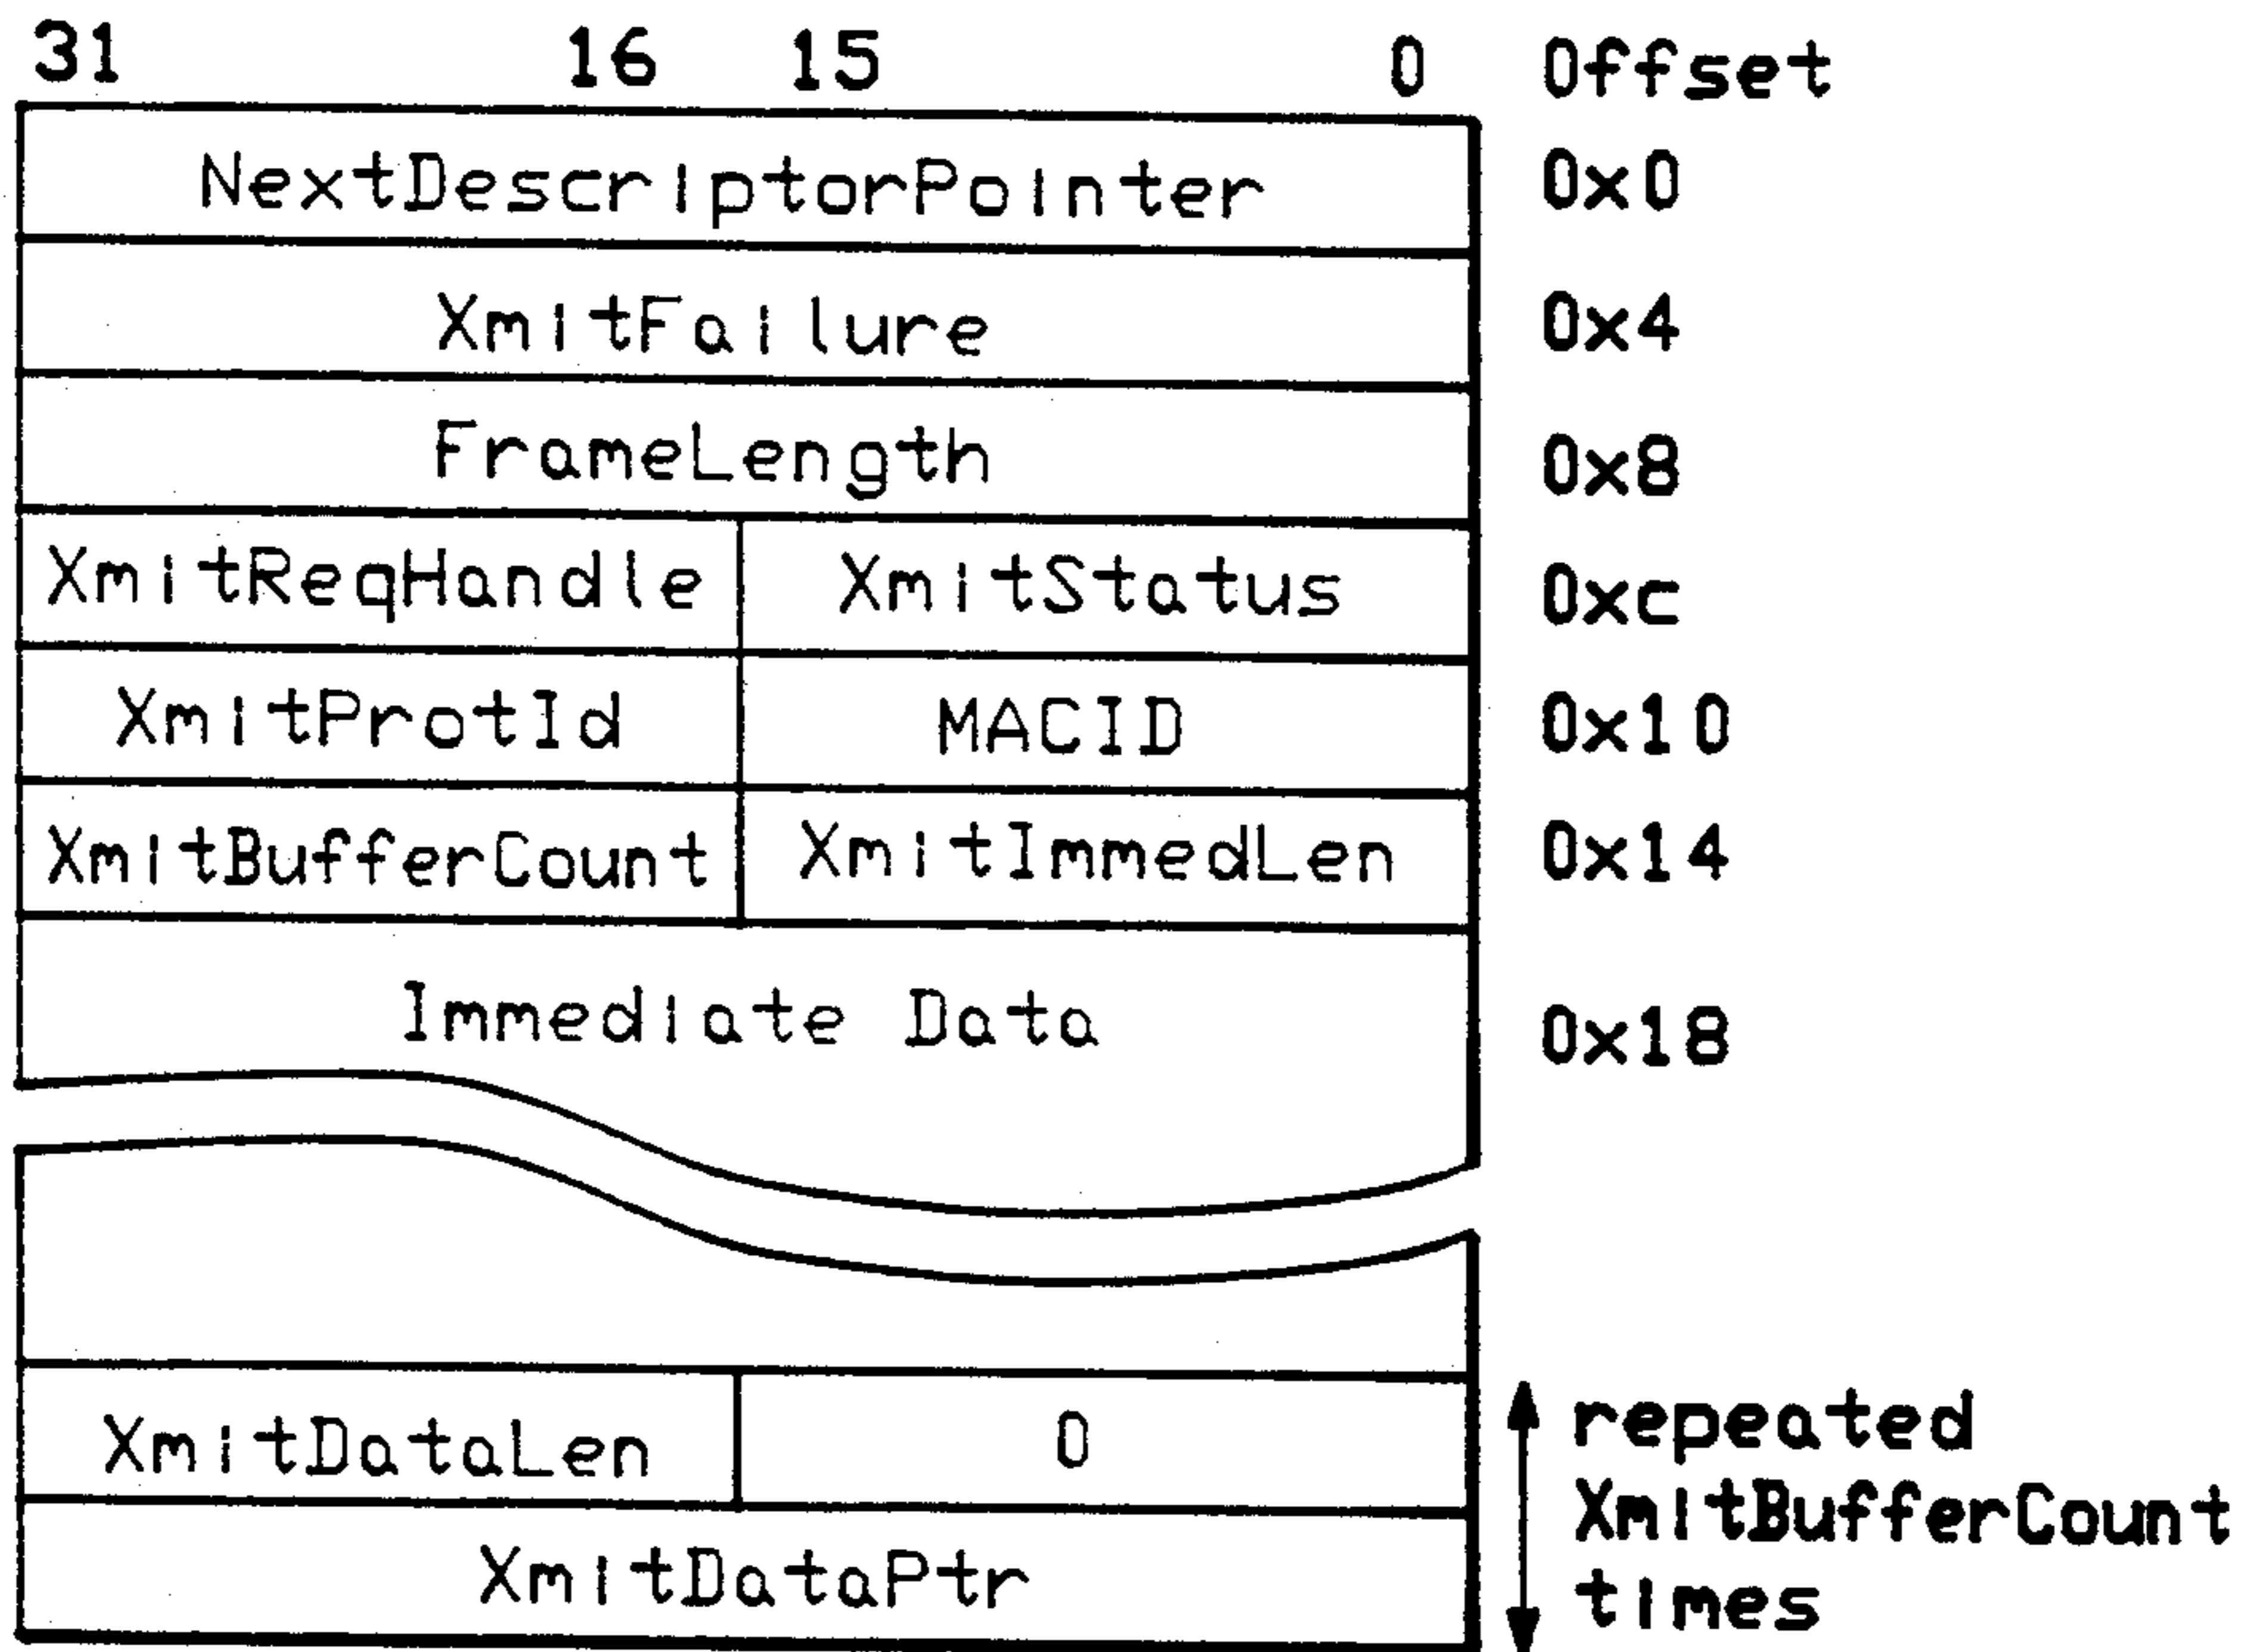 31 16 15 0 Offset
NextDescriptorPointer 0x0
XmitFailure 0x4
FrameLength 0x8
XmitReqHandle XmitStatus 0xc
XmitProtId MACID 0x10
XmitBufferCount XmitImmedLen 0x14
Immediate Data 0x18
XmitDataLen 0 repeated
XmitBufferCount
XmitDataPtr times